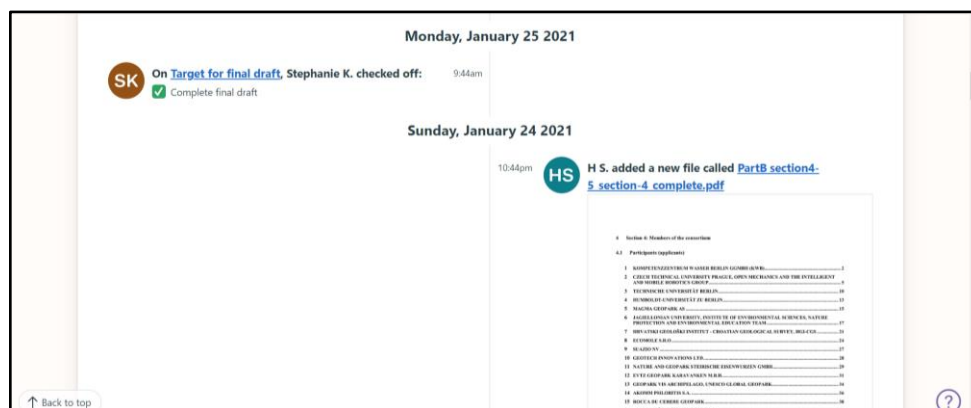 Monday, January 25 2021
SK
On Target for final draft, Stephanie K. checked off:
9:44am
Complete final draft
Sunday, January 24 2021
10:44pm
HS
H S. added a new file called PartB section4-
5 section-4 complete.pdf
4 Section 4: Members of the consortium
4.1 Participants (applicants)
1 KOMPETENZZENTRUM WASSER BERLIN GGMBH (KWB)
2 CZECH TECHNICAL UNIVERSITY PRAGUE, OPEN MECHANICS AND THE INTELLIGENT
AND MOBILE ROBOTICS GROUP
3 TECHNISCHE UNIVERSITÄT BERLIN
4 HUMBOLDT-UNIVERSITÄT ZU BERLIN
5 MAGMA GEOPARK AS
6 JAGIELLONIAN UNIVERSITY, INSTITUTE OF ENVIRONMENTAL SCIENCES, NATURE
PROTECTION AND ENVIRONMENTAL EDUCATION TEAM
7 HRVATSKI GEOLOŠKI INSTITUT - CROATIAN GEOLOGICAL SURVEY
9 SUAZIO NV
10 GEOTECH INNOVATIONS LTD
11 NATURE AND GEOPARK STEIRISCHE EISENWURZEN GMBH
12 EVTZ GEOPARK KARAVANKEN M.B.H.
13 GEOPARK VIS ARCHIPELAGO, UNESCO GLOBAL GEOPARK
15 ROCCA DI CERERE GEOPARK
Back to top
?